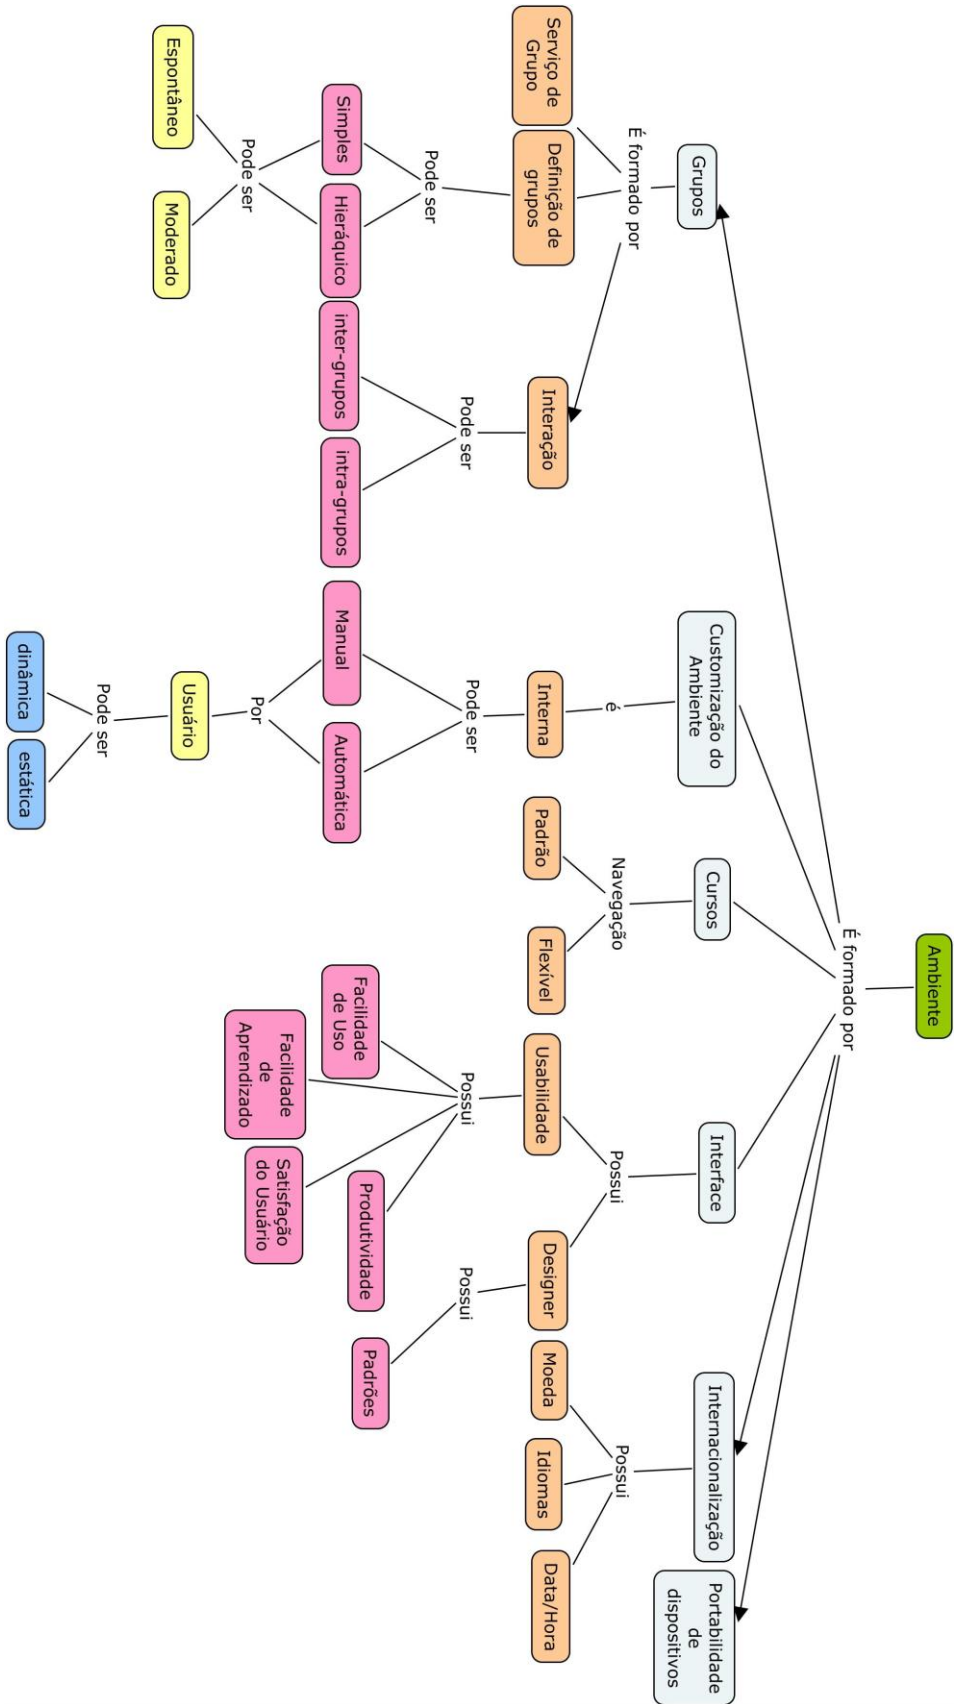 Ambiente
É formado por
Grupos
Customização do
Ambiente
Cursos
Interface
Internacionalização
Portabilidade
de
dispositivos
É formado por
é
Navegação
Possui
Possui
Serviço de
Grupo
Definição de
grupos
Interação
Interna
Padrão
Flexível
Usabilidade
Designer
Moeda
Idiomas
Data/Hora
Pode ser
Pode ser
Pode ser
Possui
Possui
Simples
Hieráquico
inter-grupos
intra-grupos
Manual
Automática
Facilidade
de Uso
Facilidade
de
Aprendizado
Satisfação
do Usuário
Produtividade
Padrões
Pode ser
Por
Espontâneo
Moderado
Usuário
Pode ser
dinâmica
estática